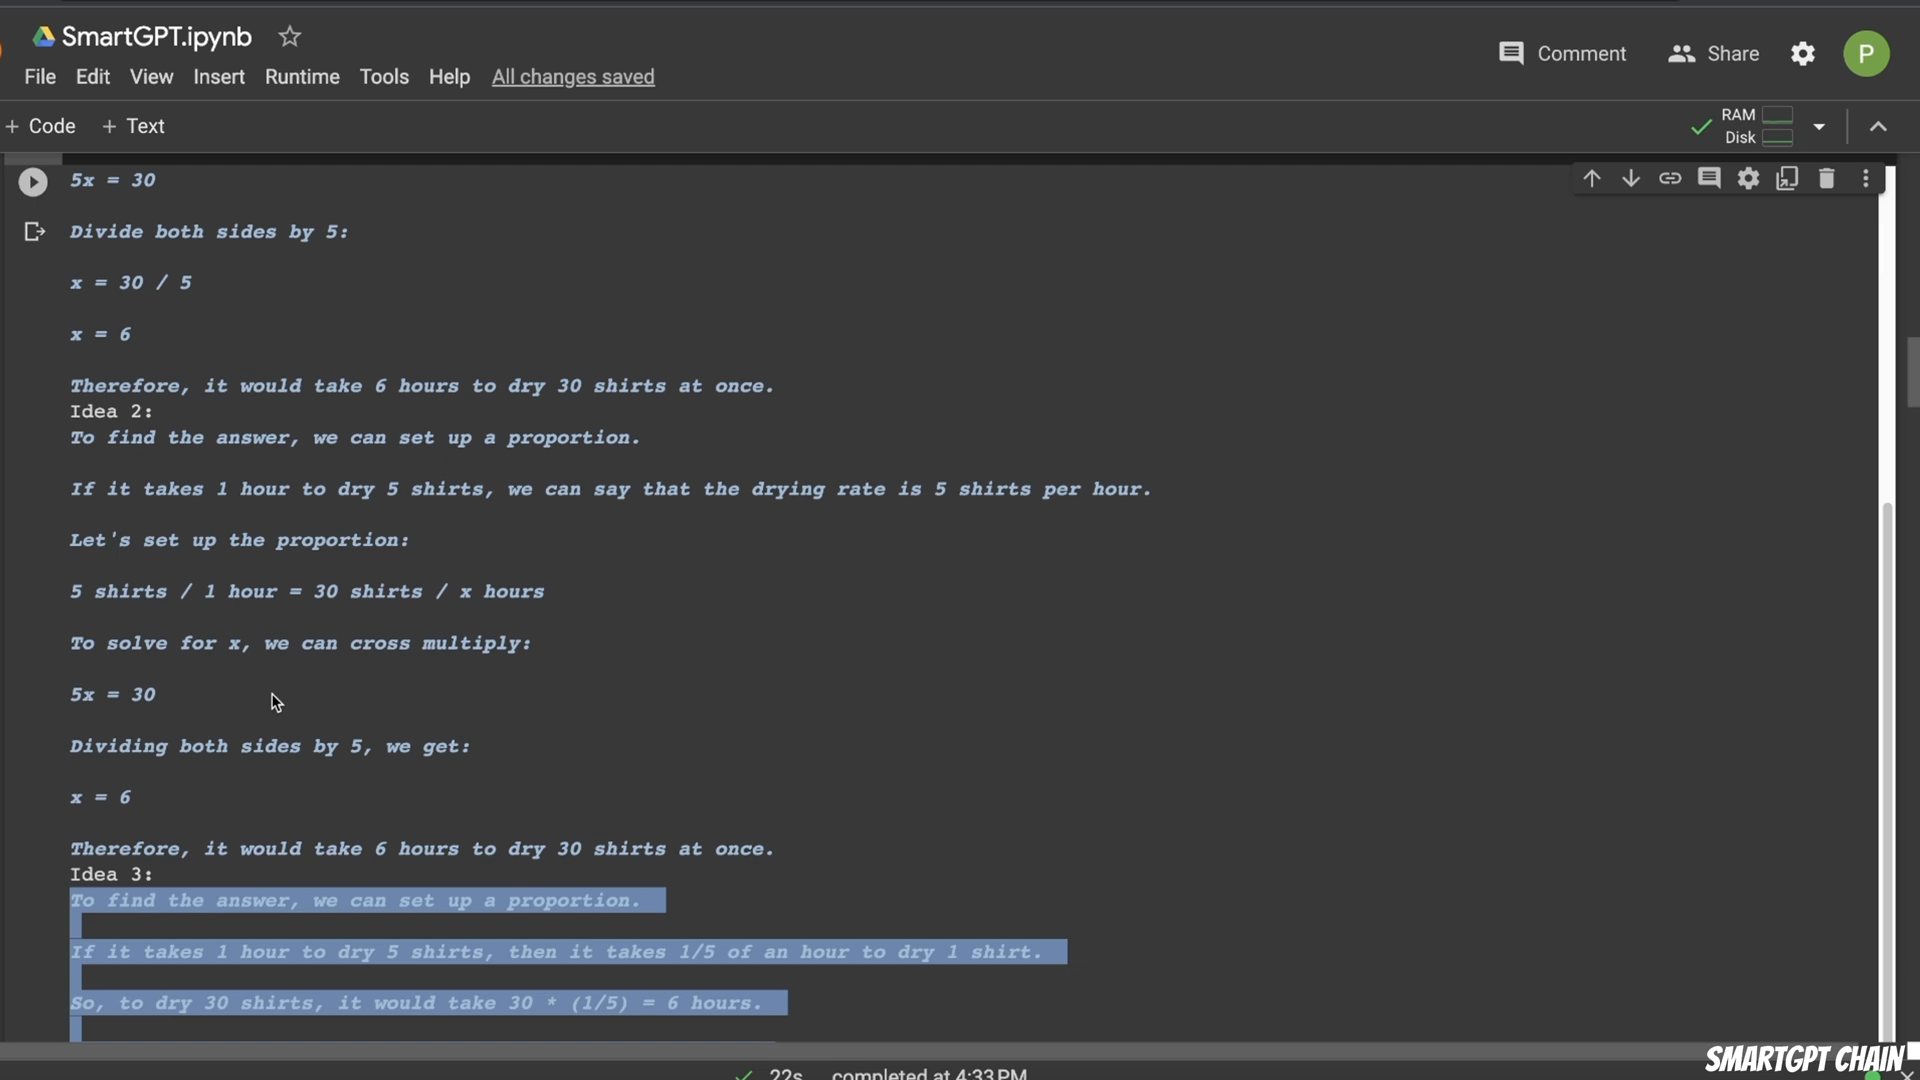 SmartGPT.ipynb
Comment
Share
P
File Edit View Insert Runtime Tools Help All changes saved
+ Code + Text
RAM
Disk
5x = 30
Divide both sides by 5:
x = 30 / 5
x = 6
Therefore, it would take 6 hours to dry 30 shirts at once.
Idea 2:
To find the answer, we can set up a proportion.
If it takes 1 hour to dry 5 shirts, we can say that the drying rate is 5 shirts per hour.
Let's set up the proportion:
5 shirts / 1 hour = 30 shirts / x hours
To solve for x, we can cross multiply:
5x = 30
Dividing both sides by 5, we get:
x = 6
Therefore, it would take 6 hours to dry 30 shirts at once.
Idea 3:
To find the answer, we can set up a proportion.
If it takes 1 hour to dry 5 shirts, then it takes 1/5 of an hour to dry 1 shirt.
So, to dry 30 shirts, it would take 30 * (1/5) = 6 hours.
SMARTGPT CHAIN
22s completed at 4:33 PM